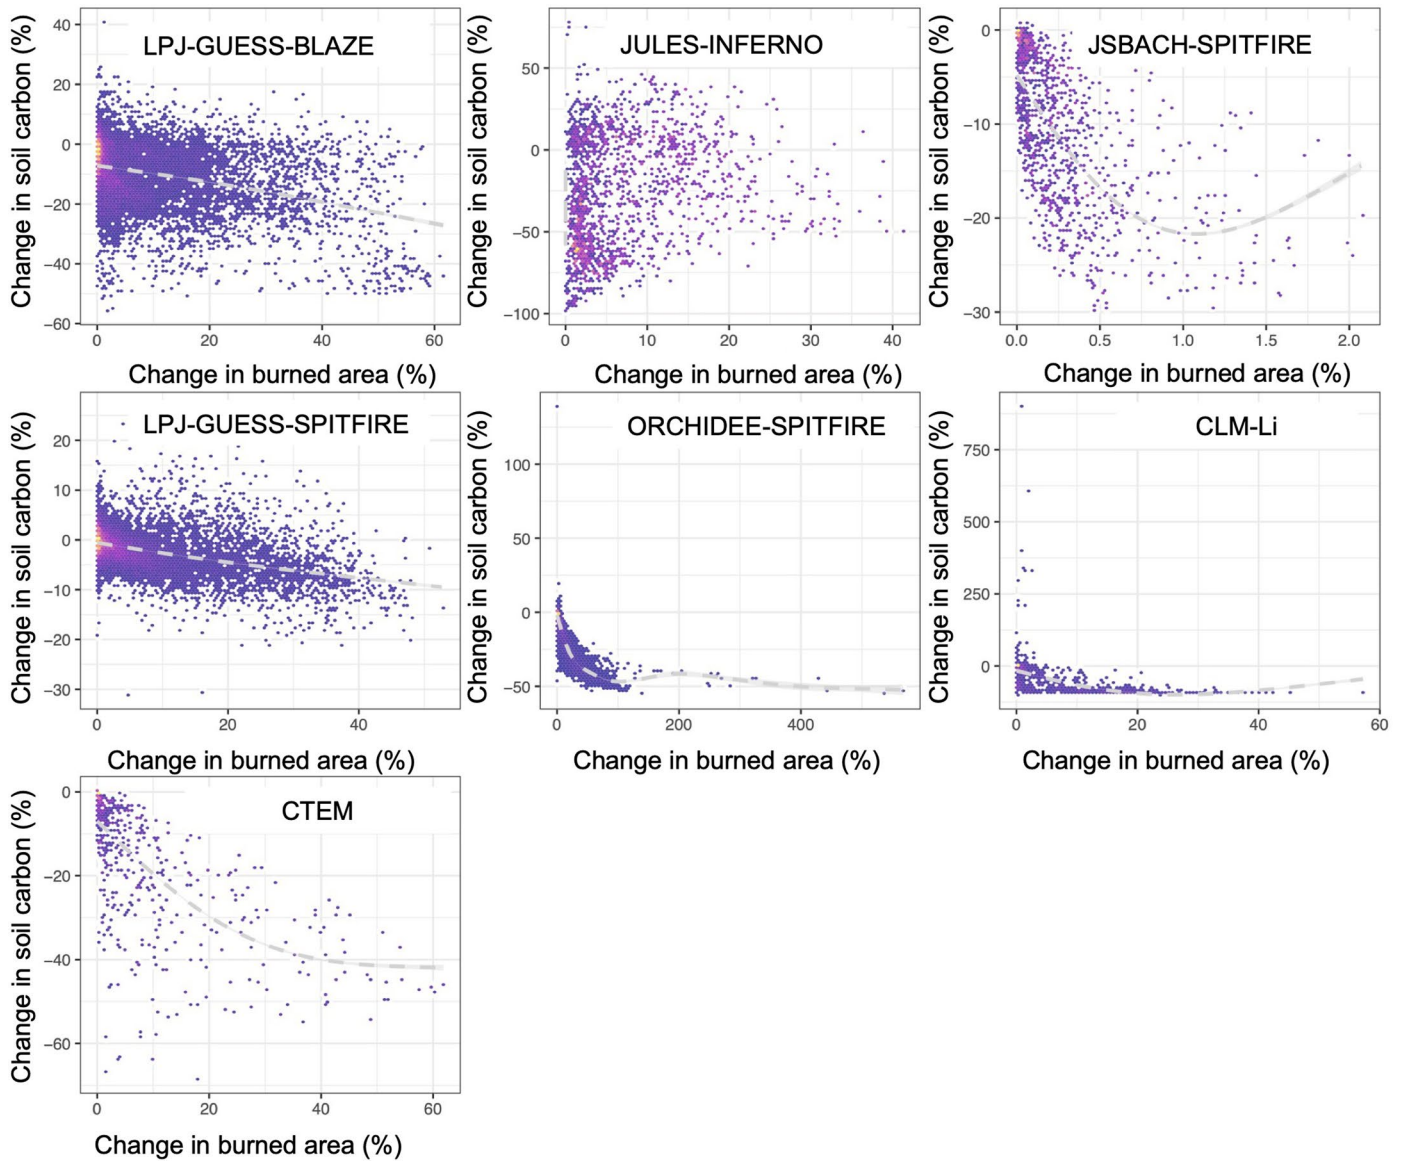 LPJ-GUESS-BLAZE
Change in soil carbon (%)
40
20
0
−20
−40
−60
0 20 40 60
Change in burned area (%)
JULES-INFERNO
Change in soil carbon (%)
50
0
−50
−100
0 10 20 30 40
Change in burned area (%)
JSBACH-SPITFIRE
Change in soil carbon (%)
0
−10
−20
−30
0.0 0.5 1.0 1.5 2.0
Change in burned area (%)
LPJ-GUESS-SPITFIRE
Change in soil carbon (%)
20
10
0
−10
−20
−30
0 20 40
Change in burned area (%)
ORCHIDEE-SPITFIRE
Change in soil carbon (%)
100
50
0
−50
0 200 400
Change in burned area (%)
CLM-Li
Change in soil carbon (%)
750
500
250
0
0 20 40 60
Change in burned area (%)
CTEM
Change in soil carbon (%)
0
−20
−40
−60
0 20 40 60
Change in burned area (%)